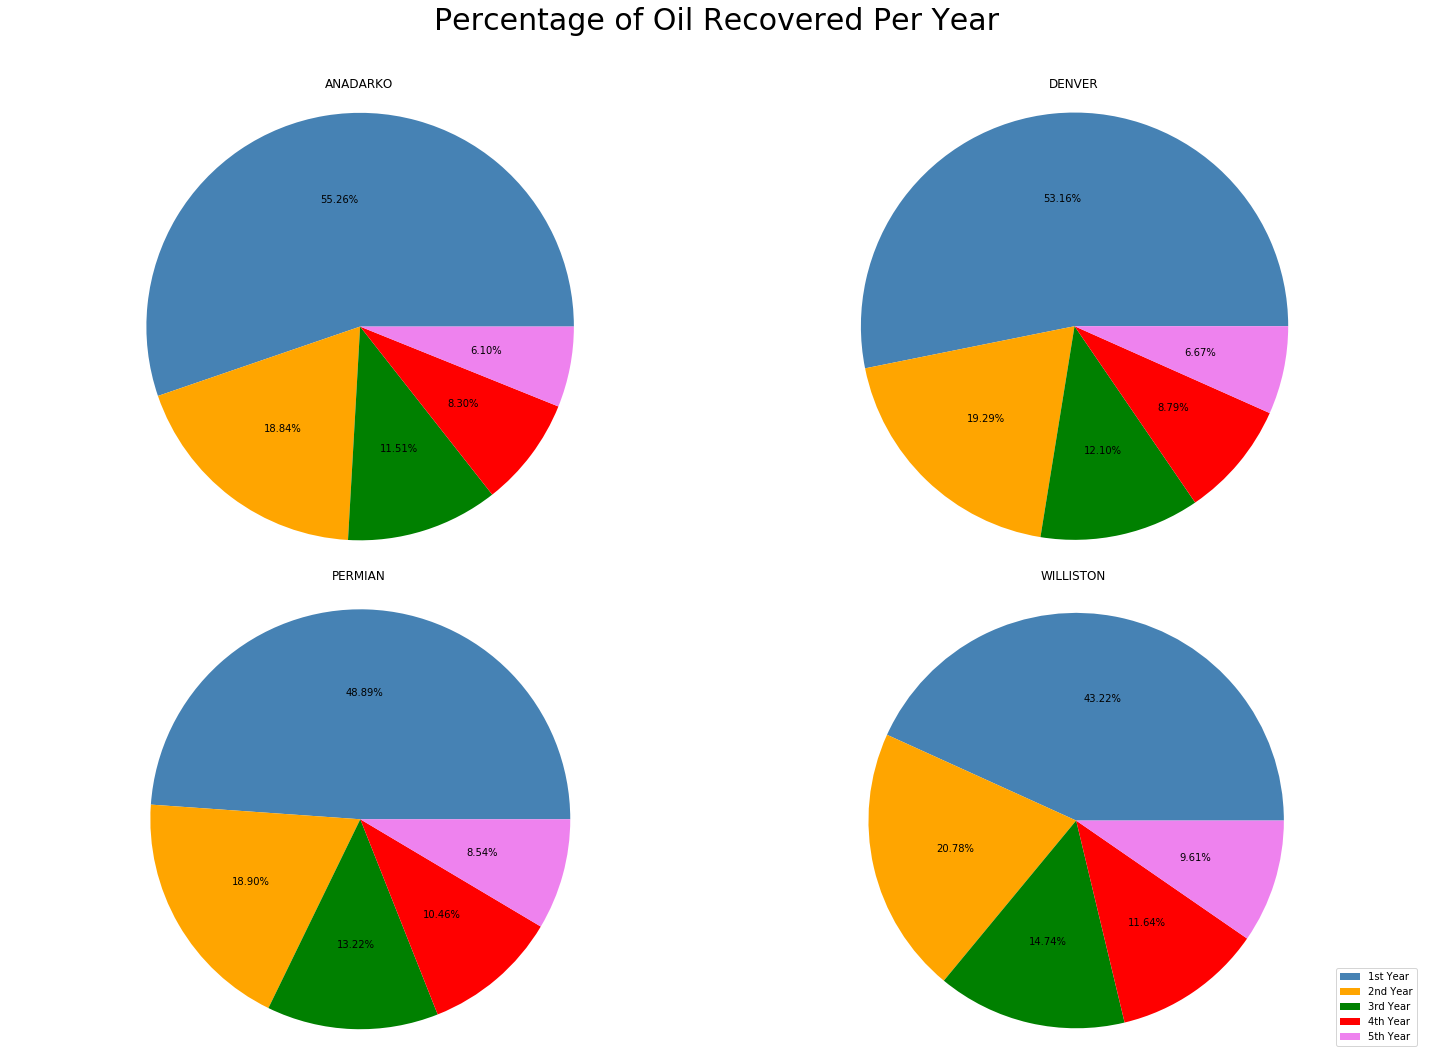 Percentage of Oil Recovered Per Year
ANADARKO
55.26%
18.84%
11.51%
8.30%
6.10%
DENVER
53.16%
19.29%
12.10%
8.79%
6.67%
PERMIAN
48.89%
18.90%
13.22%
10.46%
8.54%
WILLISTON
43.22%
20.78%
14.74%
11.64%
9.61%
1st Year
2nd Year
3rd Year
4th Year
5th Year